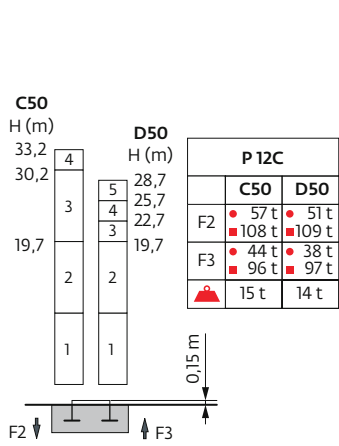 C50
H (m)
33,2
30,2
19,7
4
3
2
1
D50
H (m)
28,7
25,7
22,7
19,7
5
4
3
2
1
P 12C
C50 D50
F2 57 t 51 t
108 t 109 t
F3 44 t 38 t
96 t 97 t
15 t 14 t
0,15 m
F2 F3